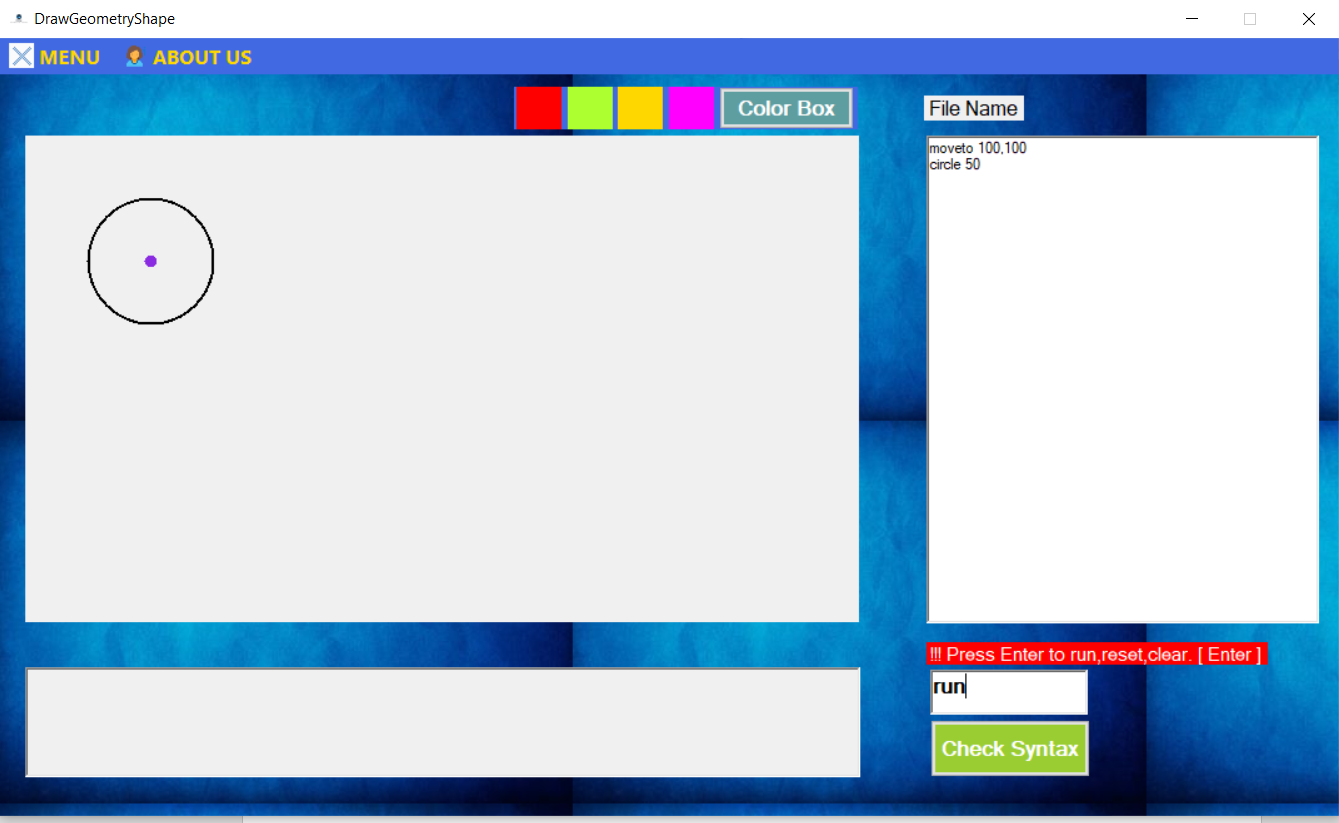 DrawGeometryShape
MENU ABOUT US
Color Box
File Name
moveto 100,100
circle 50
!!! Press Enter to run,reset,clear. [ Enter ]
run
Check Syntax